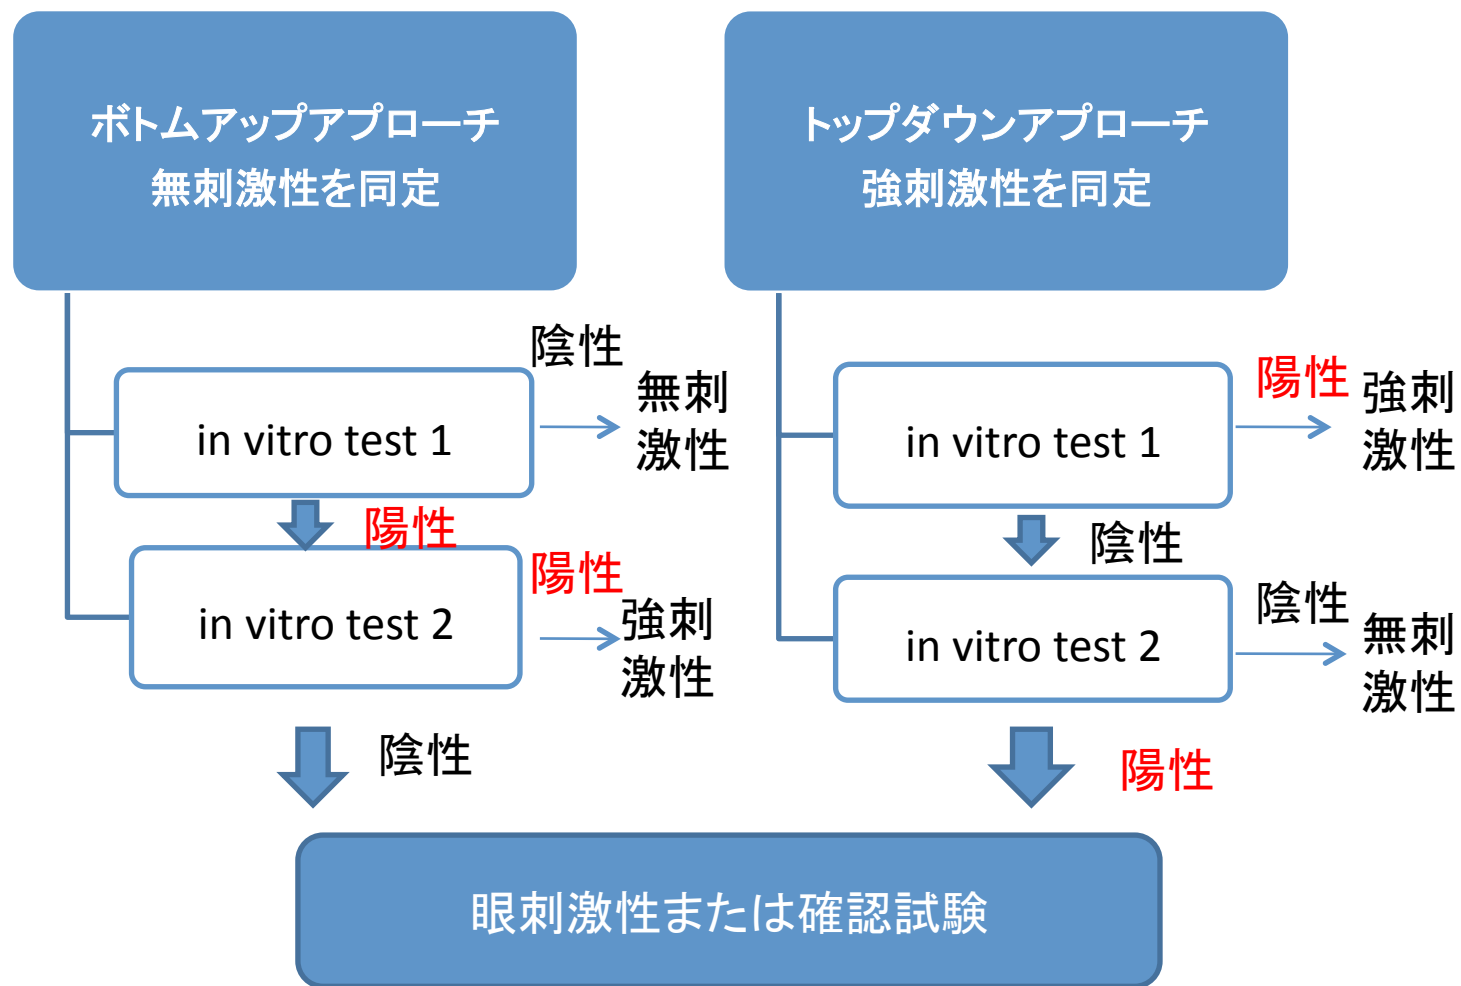 ボトムアップアプローチ
無刺激性を同定
陰性
in vitro test 1
無刺
激性
陽性
in vitro test 2
陽性
強刺
激性
陰性
トップダウンアプローチ
強刺激性を同定
in vitro test 1
陽性
強刺
激性
陰性
in vitro test 2
陰性
無刺
激性
陽性
眼刺激性または確認試験